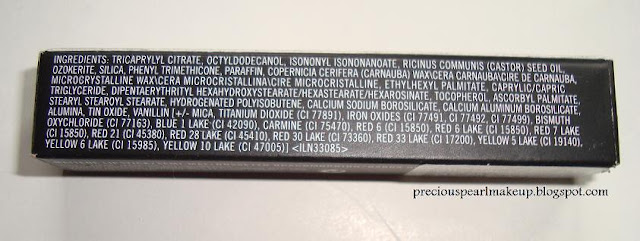 INGREDIENTS: TRICAPRYLYL CITRATE, OCTYLDODECANOL, ISONONYL ISONONANOATE, RICINUS COMMUNIS (CASTOR) SEED OIL,
OZOKERITE, SILICA, PHENYL TRIMETHICONE, PARAFFIN, COPERNICIA CERIFERA (CARNAUBA) WAX\CERA CARNAUBA\CIRE DE CARNAUBA,
MICROCRYSTALLINE WAX\CERA MICROCRISTALLINA\CIRE MICROCRISTALLINE, ETHYLHEXYL PALMITATE, CAPRYLIC/CAPRIC
TRIGLYCERIDE, DIPENTAERYTHRITYL HEXAHYDROXYSTEARATE/HEXASTEARATE/HEXAROSINATE, TOCOPHEROL, ASCORBYL PALMITATE,
STEARYL STEAROYL STEARATE, HYDROGENATED POLYISOBUTENE, CALCIUM SODIUM BOROSILICATE, CALCIUM ALUMINUM BOROSILICATE,
ALUMINA, TIN OXIDE, VANILLIN [+/- MICA, TITANIUM DIOXIDE (CI 77891), IRON OXIDES (CI 77491, CI 77492, CI 77499), BISMUTH
OXYCHLORIDE (CI 77163), BLUE 1 LAKE (CI 42090), CARMINE (CI 75470), RED 6 (CI 15850), RED 6 LAKE (CI 15850), RED 7 LAKE
(CI 15850), RED 21 (CI 45380), RED 28 LAKE (CI 45410), RED 30 LAKE (CI 73360), RED 33 LAKE (CI 17200), YELLOW 5 LAKE (CI 19140),
YELLOW 6 LAKE (CI 15985), YELLOW 10 LAKE (CI 47005)] <ILN33085>
preciouspearlmakeup.blogspot.com